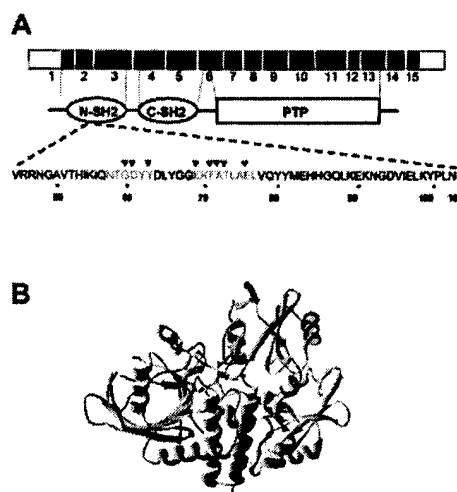 A
1 2 3 4 5 6 7 8 9 10 11 12 13 14 15
N-SH2 C-SH2 PTP
VRRNGAVTHIKIQNTGDYYDLYGGEKFATLAELVQYYMEHHGQLKEKNGDVIELKYPLN
50 60 70 80 90 100
B